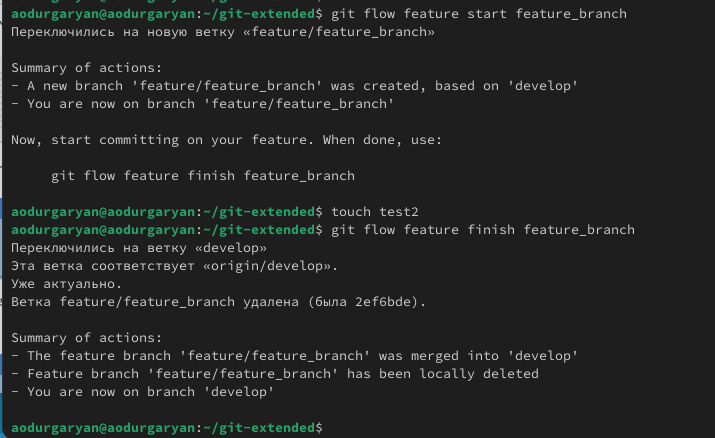 aodurgaryan@aodurgaryan:~/git-extended$ git flow feature start feature_branch
Переключились на новую ветку «feature/feature_branch»
Summary of actions:
- A new branch 'feature/feature_branch' was created, based on 'develop'
- You are now on branch 'feature/feature_branch'
Now, start committing on your feature. When done, use:
git flow feature finish feature_branch
aodurgaryan@aodurgaryan:~/git-extended$ touch test2
aodurgaryan@aodurgaryan:~/git-extended$ git flow feature finish feature_branch
Переключились на ветку «develop»
Эта ветка соответствует «origin/develop».
Уже актуально.
Ветка feature/feature_branch удалена (была 2ef6bde).
Summary of actions:
- The feature branch 'feature/feature_branch' was merged into 'develop'
- Feature branch 'feature/feature_branch' has been locally deleted
- You are now on branch 'develop'
aodurgaryan@aodurgaryan:~/git-extended$